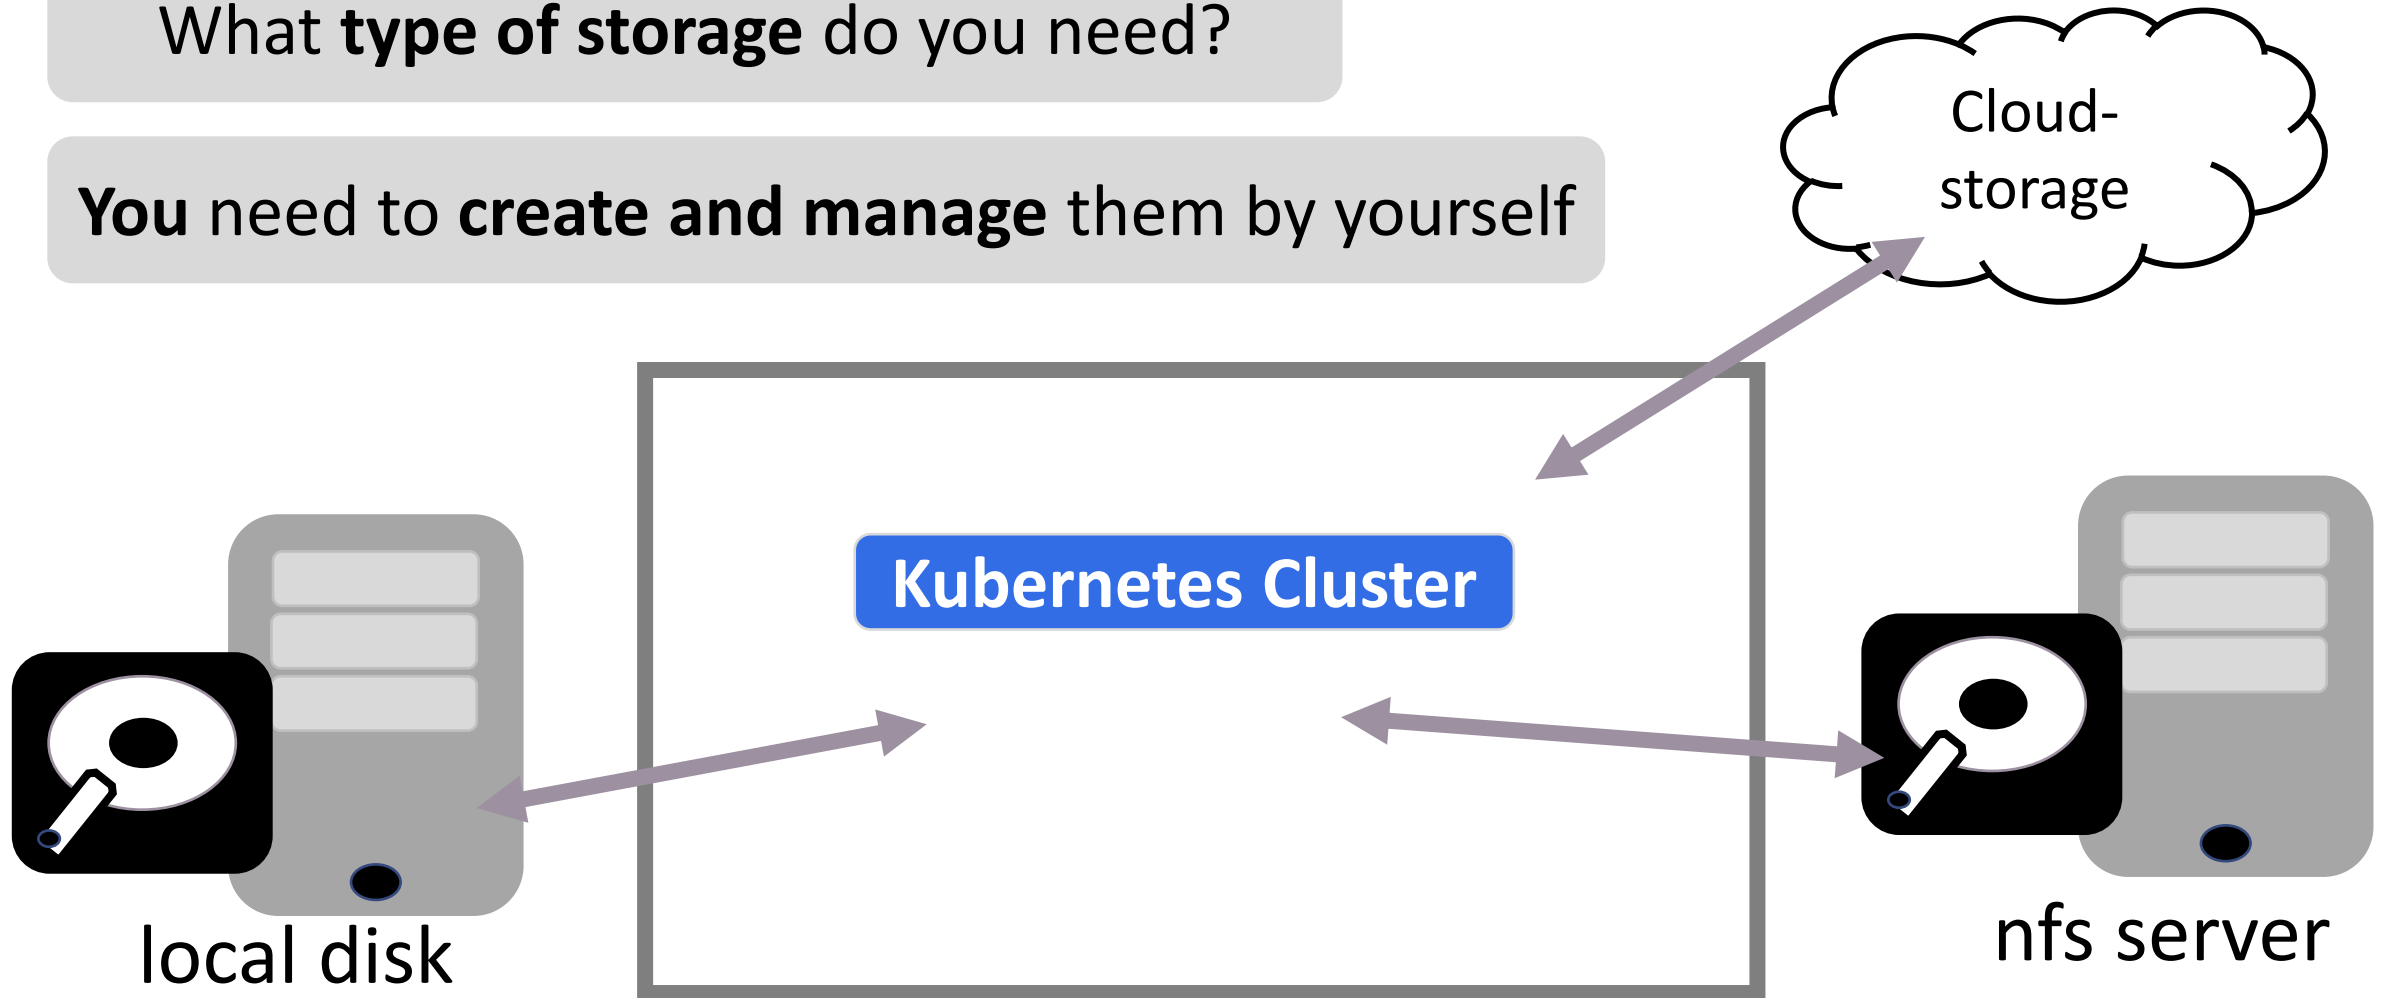 What type of storage do you need?
You need to create and manage them by yourself
Cloud-
storage
Kubernetes Cluster
local disk
nfs server